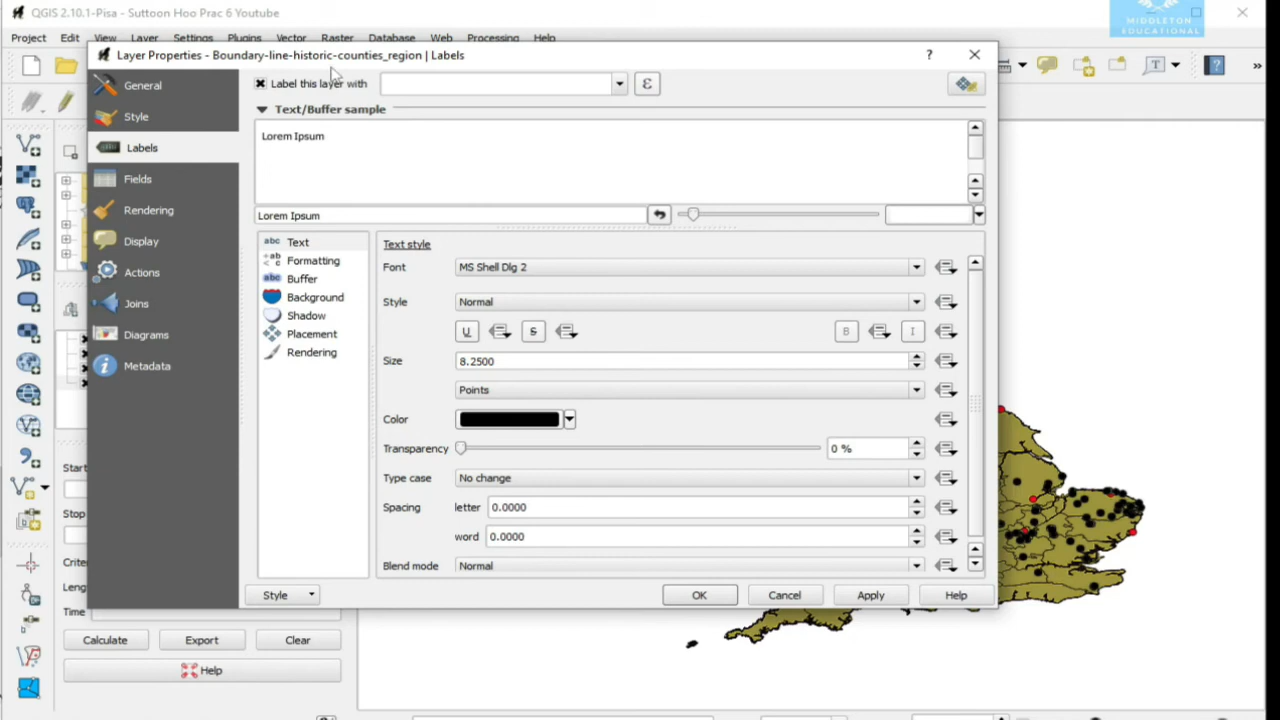 QGIS 2.10.1-Pisa - Suttoon Hoo Prac 6 Youtube
MIDDLETON
EDUCATIONAL
Project Edit View Layer Settings Plugins Vector Raster Database Web Processing Help
Layer Properties - Boundary-line-historic-counties_region | Labels
General
Label this layer with
ε
Style
Text/Buffer sample
Lorem Ipsum
Labels
Fields
Rendering
Lorem Ipsum
Display
Text
Text style
Formatting
Font MS Shell Dlg 2
Actions
Buffer
Background
Joins
Style Normal
Shadow
U S B I
Diagrams
Placement
Rendering
Size 8.2500
Metadata
Points
Color
Transparency 0 %
Start
Type case No change
Spacing letter 0.0000
Stop
word 0.0000
Criter
Blend mode Normal
Leng
Style OK Cancel Apply Help
Time
Calculate Export Clear
Help